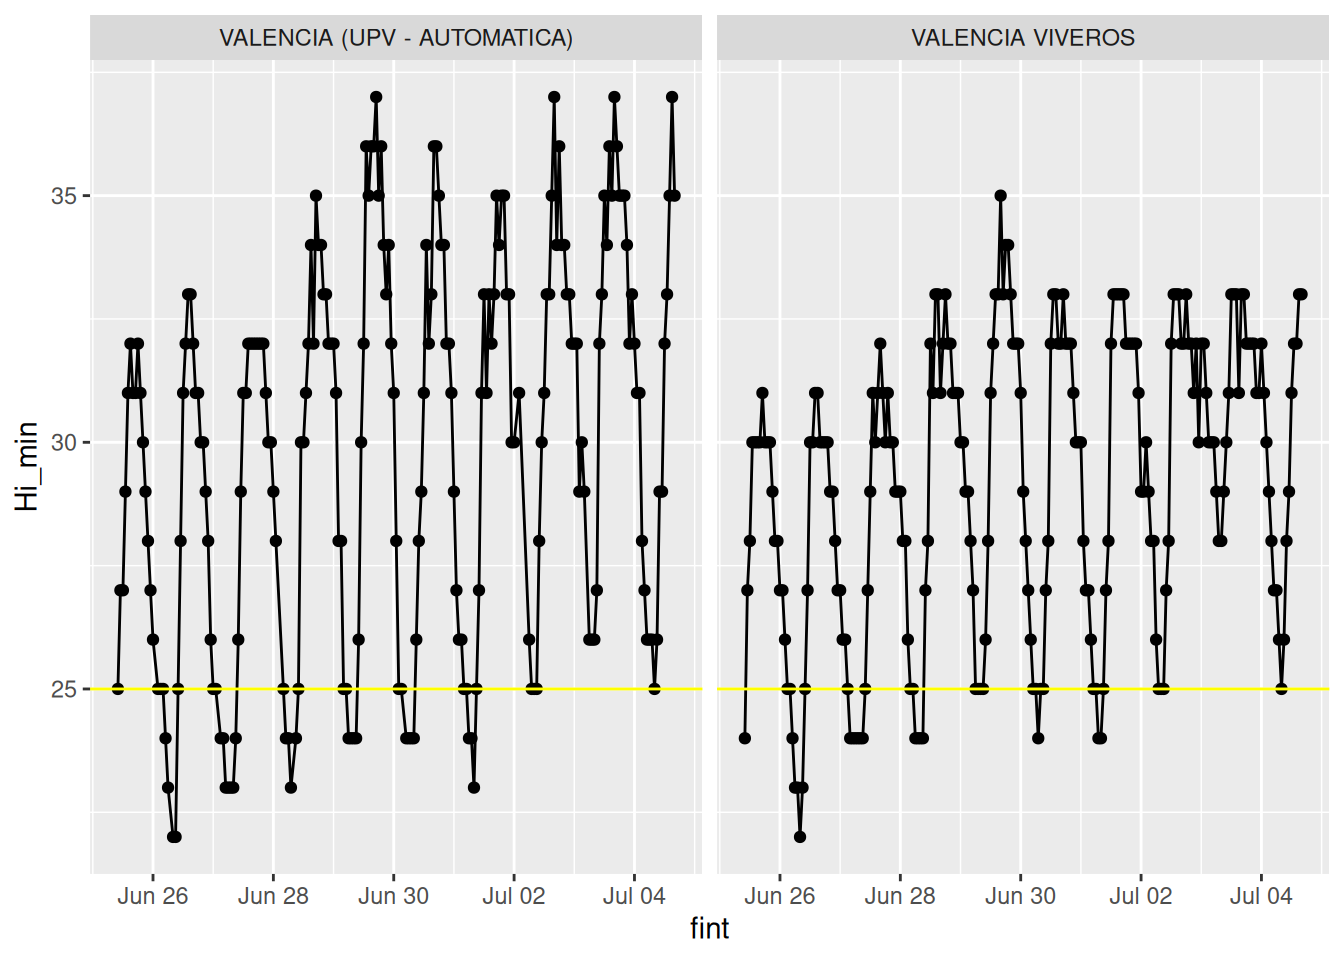 VALENCIA (UPV - AUTOMATICA) VALENCIA VIVEROS
35
30
25
Hi_min
Jun 26 Jun 28 Jun 30 Jul 02 Jul 04 Jun 26 Jun 28 Jun 30 Jul 02 Jul 04
fint